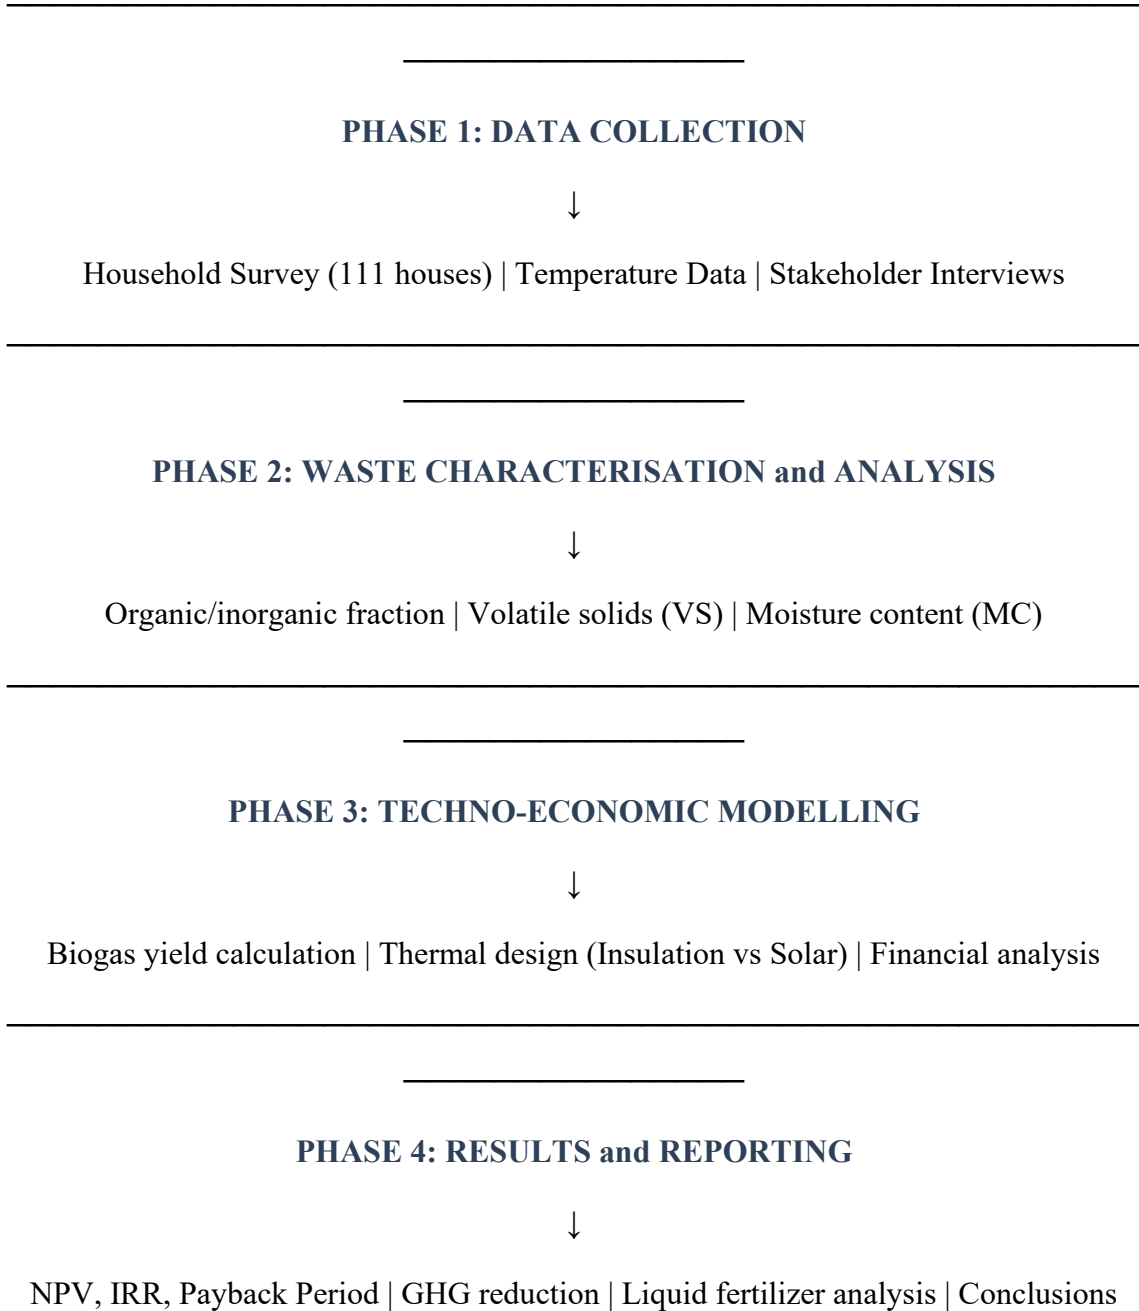 PHASE 1: DATA COLLECTION
↓
Household Survey (111 houses) | Temperature Data | Stakeholder Interviews
PHASE 2: WASTE CHARACTERISATION and ANALYSIS
↓
Organic/inorganic fraction | Volatile solids (VS) | Moisture content (MC)
PHASE 3: TECHNO-ECONOMIC MODELLING
↓
Biogas yield calculation | Thermal design (Insulation vs Solar) | Financial analysis
PHASE 4: RESULTS and REPORTING
↓
NPV, IRR, Payback Period | GHG reduction | Liquid fertilizer analysis | Conclusions